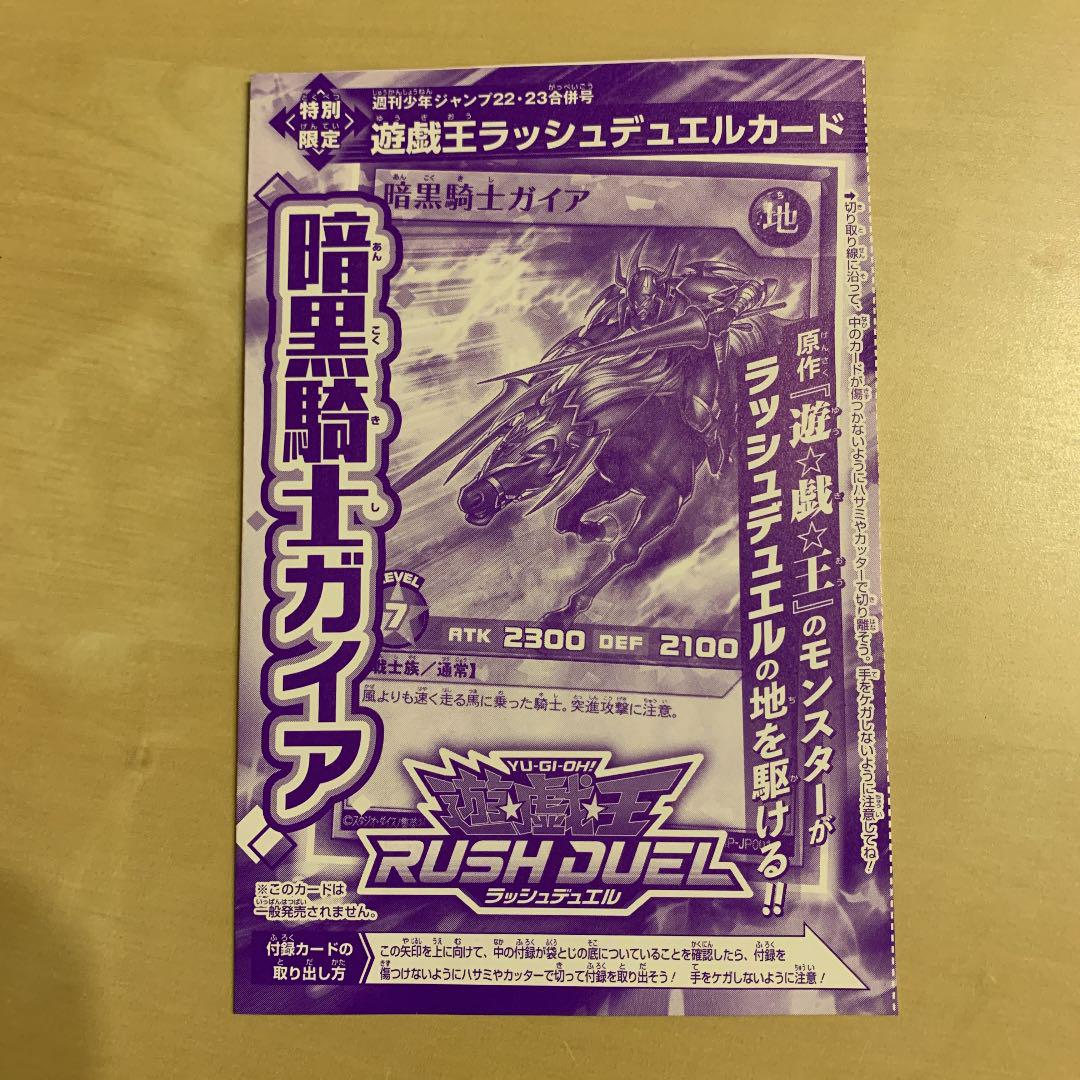 特別
限定
週刊少年ジャンプ22・23合併号
遊戯王ラッシュデュエルカード
暗黒騎士ガイア
地
暗黒騎士ガイア
原作『遊☆戯☆王』のモンスターが
ラッシュデュエルの地を駆ける!!
➡切り取り線に沿って、中のカードが傷つかないようにハサミやカッターで切り離そう。手をケガしないように注意してね!
LEVEL
7
ATK 2300 DEF 2100
戦士族/通常】
風よりも速く走る馬に乗った騎士。突進攻撃に注意。
YU-GI-OH!
遊☆戯☆王
RUSH DUEL
ラッシュデュエル
©スタジオ・ダイス/集英
P-JP00
※このカードは
一般発売されません。
付録カードの
取り出し方
この矢印を上に向けて、中の付録が袋とじの底についていることを確認したら、付録を
傷つけないようにハサミやカッターで切って付録を取り出そう! 手をケガしないように注意!